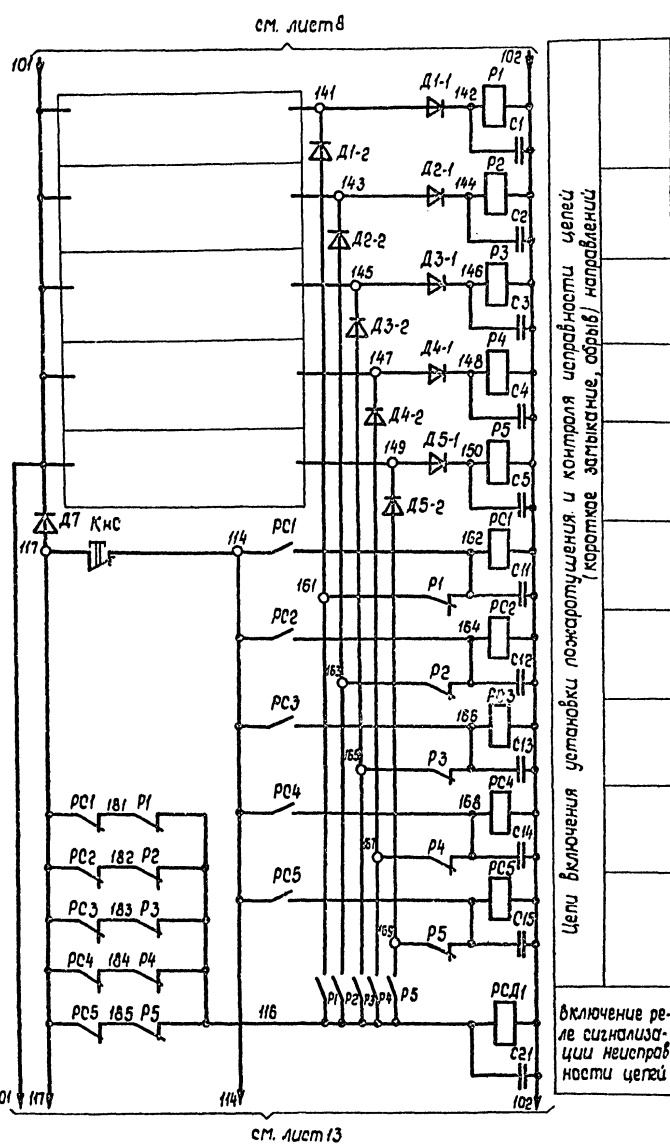 см. лист 8
101
102
141
Д1-1
142
Р1
С1
Д1-2
143
Д2-1
144
Р2
С2
Д2-2
145
Д3-1
146
Р3
С3
Д3-2
147
Д4-1
148
Р4
С4
Д4-2
149
Д5-1
150
Р5
С5
Д5-2
Д7
КнС
117
114
РС1
162
РС1
С11
161
Р1
РС2
164
РС2
С12
163
Р2
РС3
166
РС3
С13
165
Р3
РС4
168
РС4
С14
167
Р4
РС5
РС5
С15
169
Р5
РС1 181 Р1
РС2 182 Р2
РС3 183 Р3
РС4 184 Р4
РС5 185 Р5
116
Р1 Р2 Р3 Р4 Р5
РСД1
С21
01 117 114 102
см. лист 13
Цепи включения установки пожаротушения и контроля исправности цепей
(короткое замыкание, обрыв) направлений
Включение ре-
ле сигнализа-
ции неисправ
ности цепей